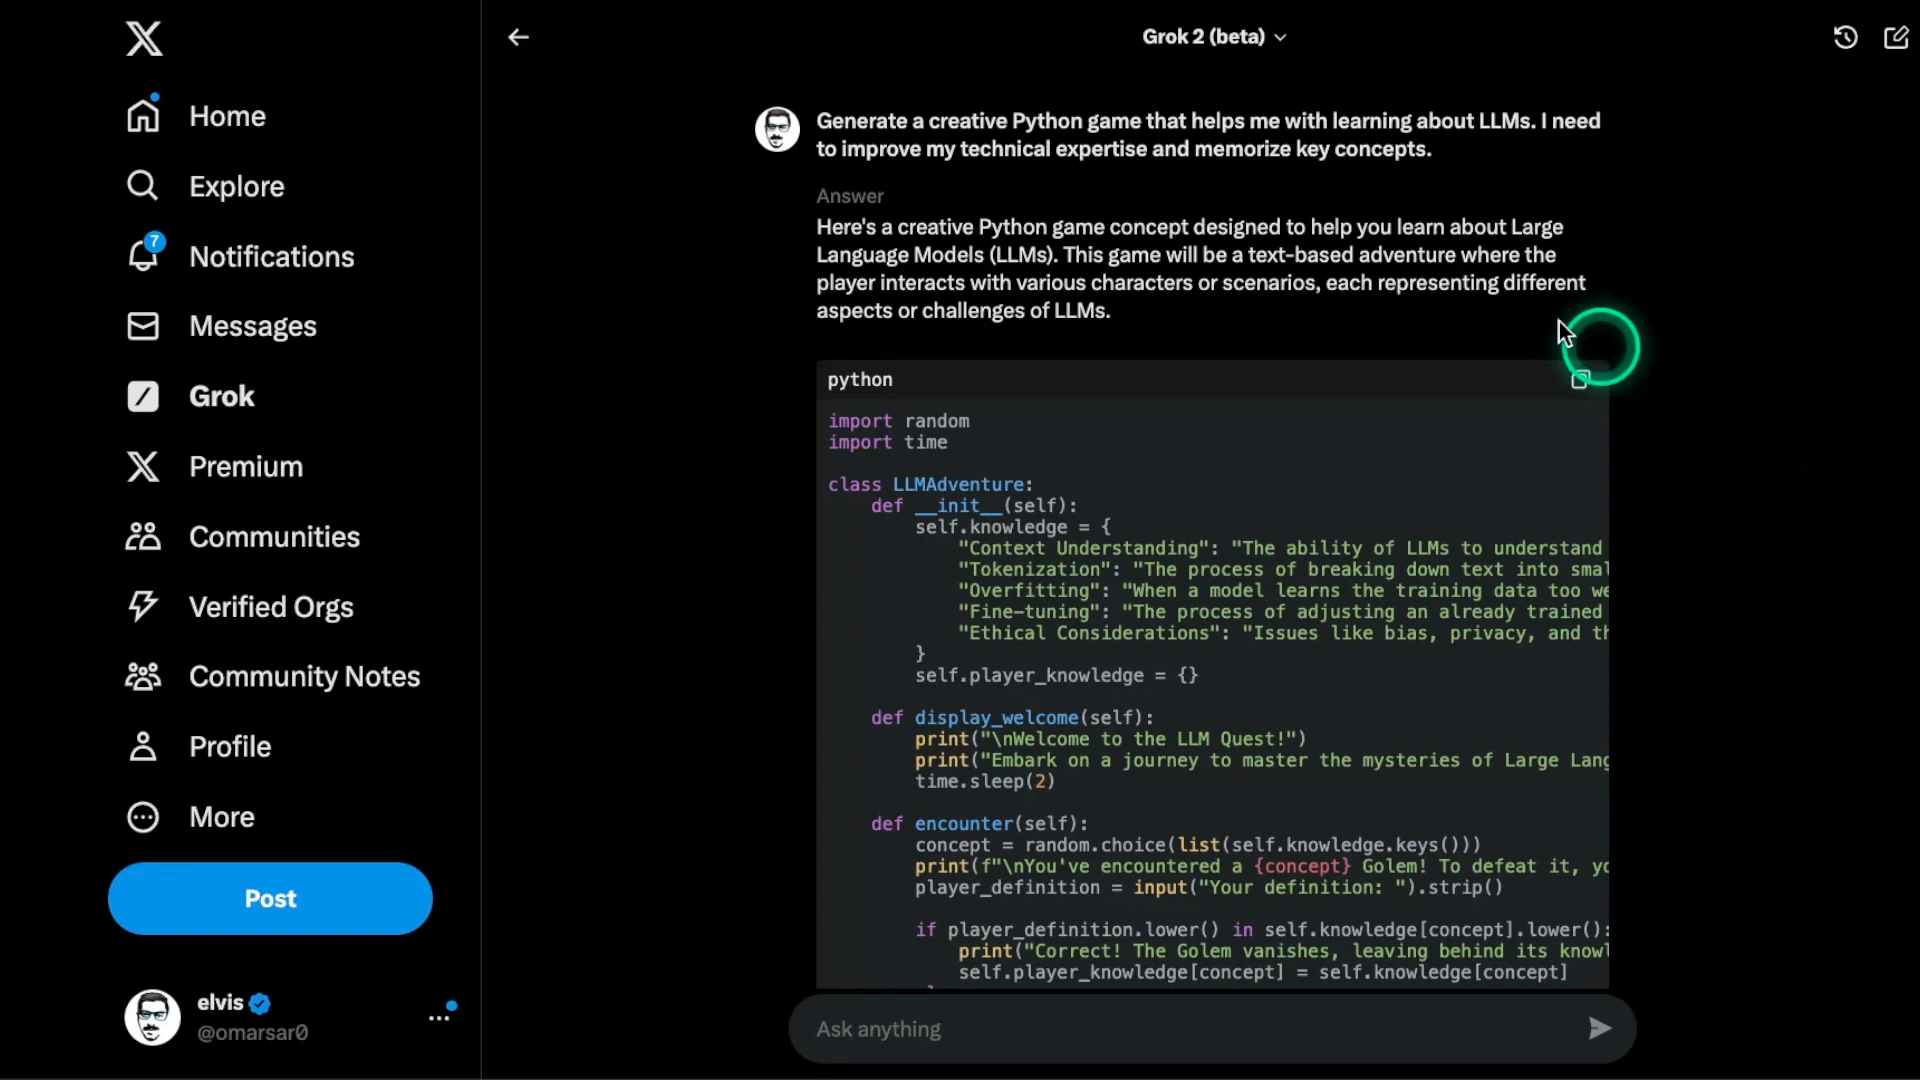 Home
Explore
7
Notifications
Messages
Grok
Premium
Communities
Verified Orgs
Community Notes
Profile
More
Post
elvis
@omarsar0
Grok 2 (beta)
Generate a creative Python game that helps me with learning about LLMs. I need
to improve my technical expertise and memorize key concepts.
Answer
Here's a creative Python game concept designed to help you learn about Large
Language Models (LLMs). This game will be a text-based adventure where the
player interacts with various characters or scenarios, each representing different
aspects or challenges of LLMs.
python
import random
import time
class LLMAdventure:
def __init__(self):
self.knowledge = {
"Context Understanding": "The ability of LLMs to understand
"Tokenization": "The process of breaking down text into smal
"Overfitting": "When a model learns the training data too we
"Fine-tuning": "The process of adjusting an already trained
"Ethical Considerations": "Issues like bias, privacy, and th
}
self.player_knowledge = {}
def display_welcome(self):
print("\nWelcome to the LLM Quest!")
print("Embark on a journey to master the mysteries of Large Lang
time.sleep(2)
def encounter(self):
concept = random.choice(list(self.knowledge.keys()))
print(f"\nYou've encountered a {concept} Golem! To defeat it, yo
player_definition = input("Your definition: ").strip()
if player_definition.lower() in self.knowledge[concept].lower():
print("Correct! The Golem vanishes, leaving behind its knowl
self.player_knowledge[concept] = self.knowledge[concept]
Ask anything